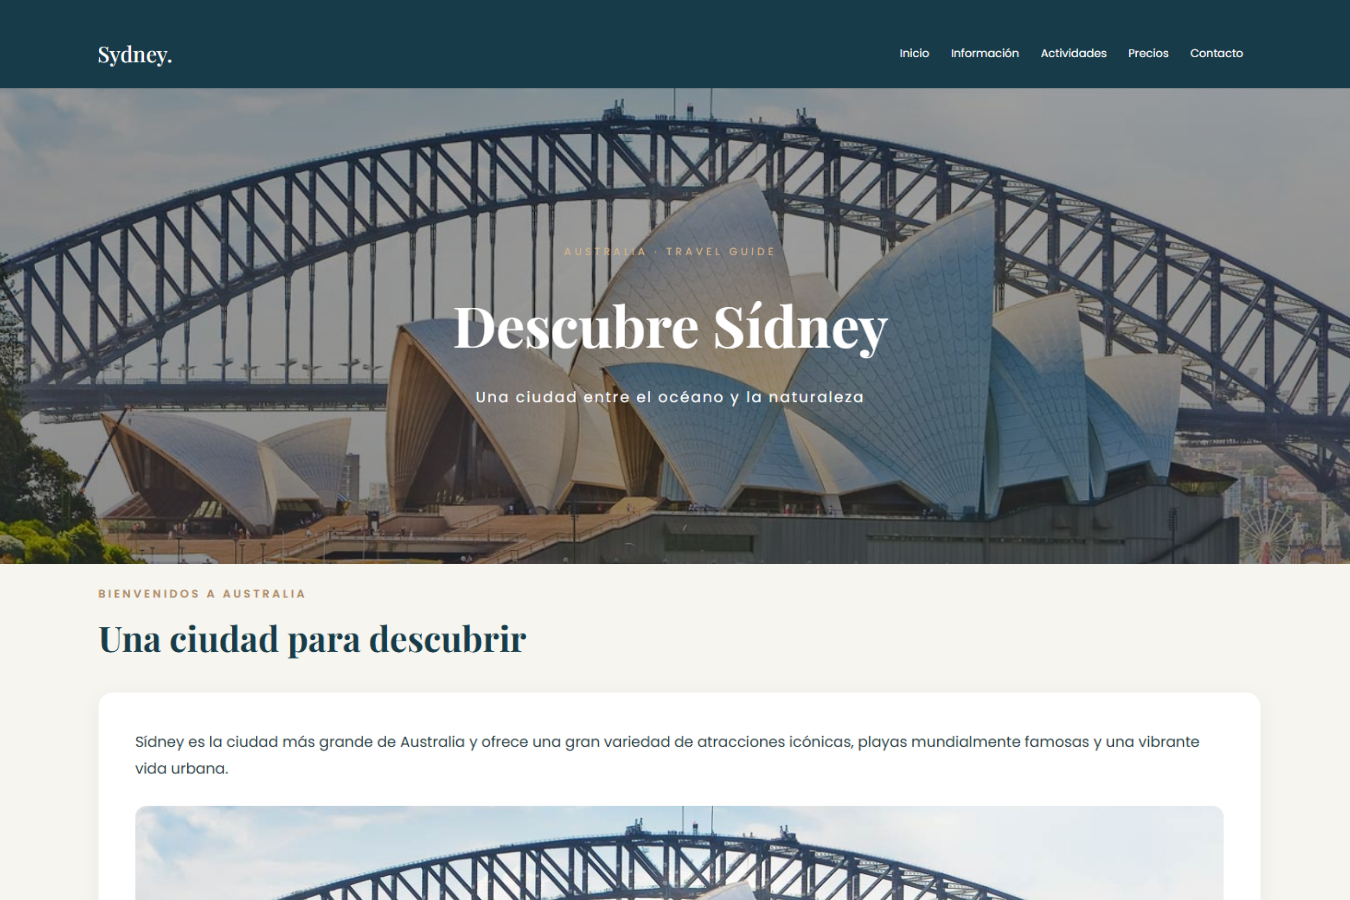 Sydney.
Inicio Información Actividades Precios Contacto
AUSTRALIA · TRAVEL GUIDE
Descubre Sídney
Una ciudad entre el océano y la naturaleza
BIENVENIDOS A AUSTRALIA
Una ciudad para descubrir
Sídney es la ciudad más grande de Australia y ofrece una gran variedad de atracciones icónicas, playas mundialmente famosas y una vibrante
vida urbana.